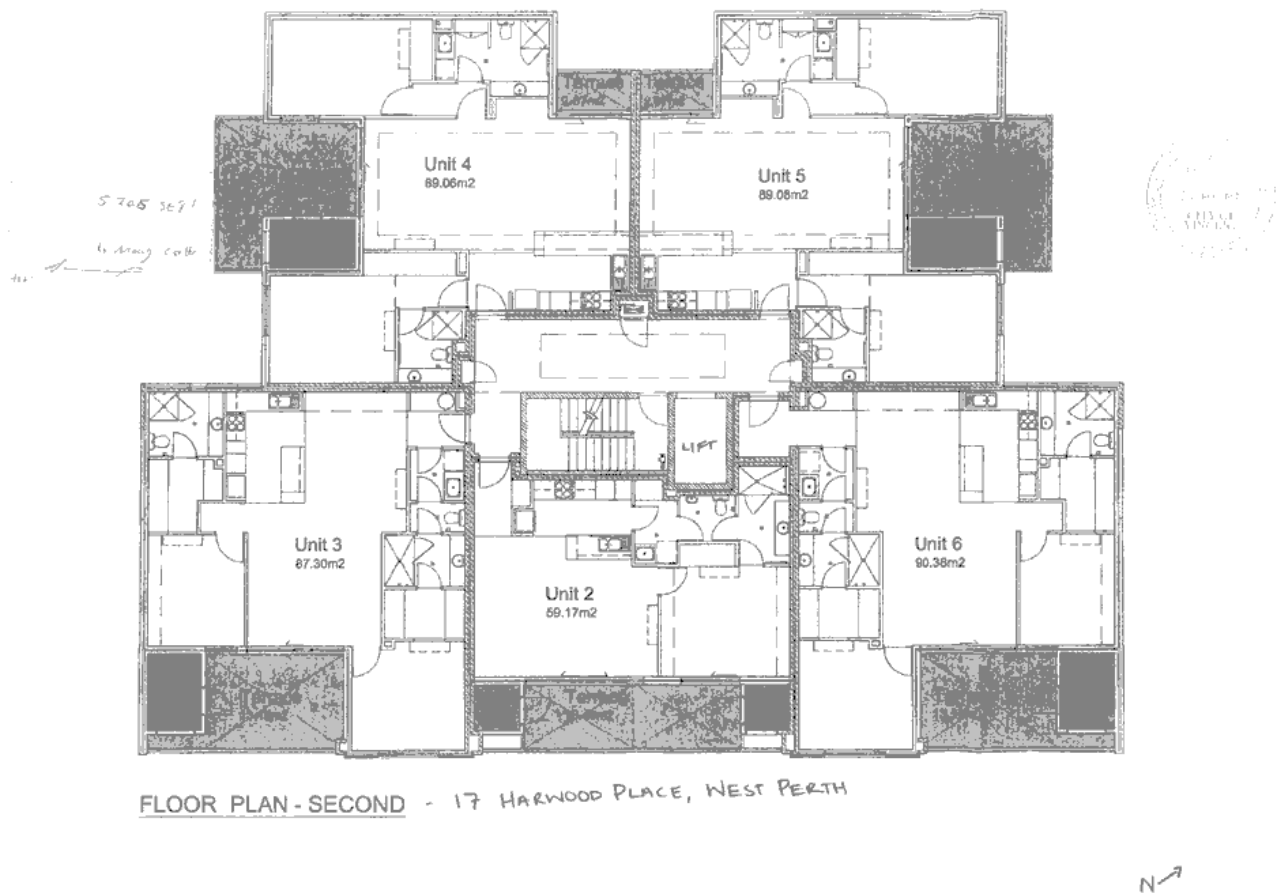 Terrace
Unit 4
89.06m2
Unit 5
89.08m2
LIFT
Unit 3
87.30m2
Unit 6
90.38m2
Unit 2
59.17m2
FLOOR PLAN - SECOND - 17 HARWOOD PLACE, WEST PERTH
N